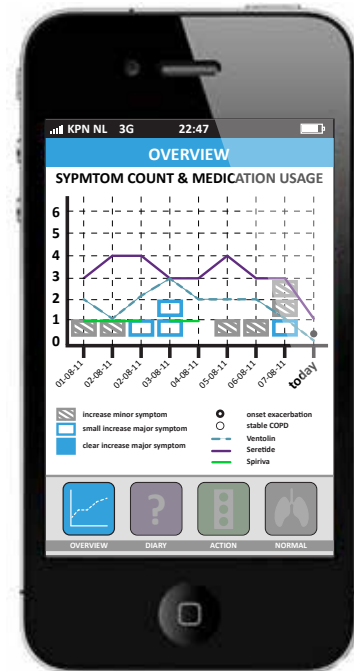 KPN NL 3G 22:47
OVERVIEW
SYPMTOM COUNT & MEDICATION USAGE
6
5
4
3
2
1
0
01-08-11 02-08-11 02-08-11 03-08-11 04-08-11 05-08-11 06-08-11 07-08-11 today
increase minor symptom
small increase major symptom
clear increase major symptom
onset exacerbation
stable COPD
Ventolin
Seretide
Spiriva
?
OVERVIEW DIARY ACTION NORMAL